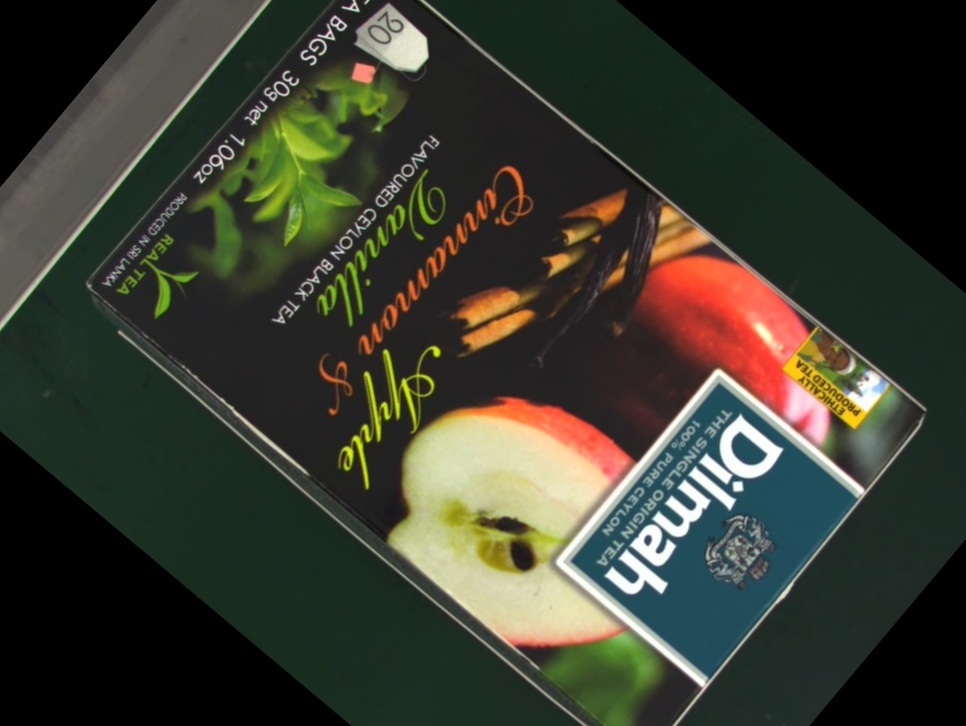 ETHICALLY
PRODUCED TEA
Dilmah
THE SINGLE ORIGIN TEA
100% PURE CEYLON
Apple
Cinnamon &
Vanilla
FLAVOURED CEYLON BLACK TEA
20
BAGS 30g net 1.06oz
REAL TEA
PRODUCED IN SRI LANKA